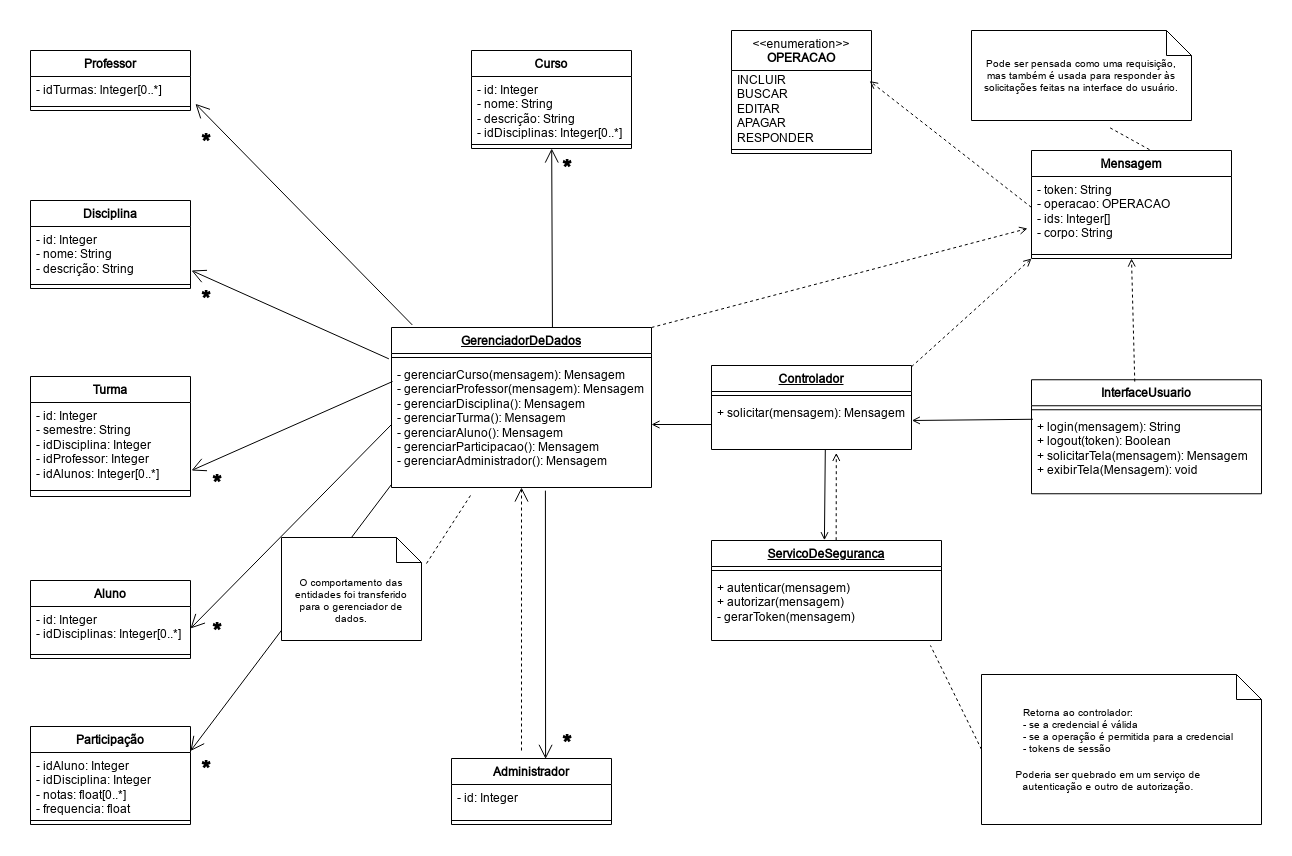 Professor
- idTurmas: Integer[0..*]
*
Curso
- id: Integer
- nome: String
- descrição: String
- idDisciplinas: Integer[0..*]
*
<<enumeration>>
OPERACAO
INCLUIR
BUSCAR
EDITAR
APAGAR
RESPONDER
Pode ser pensada como uma requisição,
mas também é usada para responder às
solicitações feitas na interface do usuário.
Mensagem
- token: String
- operacao: OPERACAO
- ids: Integer[]
- corpo: String
Disciplina
- id: Integer
- nome: String
- descrição: String
*
GerenciadorDeDados
- gerenciarCurso(mensagem): Mensagem
- gerenciarProfessor(mensagem): Mensagem
- gerenciarDisciplina(): Mensagem
- gerenciarTurma(): Mensagem
- gerenciarAluno(): Mensagem
- gerenciarParticipacao(): Mensagem
- gerenciarAdministrador(): Mensagem
Controlador
+ solicitar(mensagem): Mensagem
InterfaceUsuario
+ login(mensagem): String
+ logout(token): Boolean
+ solicitarTela(mensagem): Mensagem
+ exibirTela(Mensagem): void
Turma
- id: Integer
- semestre: String
- idDisciplina: Integer
- idProfessor: Integer
- idAlunos: Integer[0..*]
*
O comportamento das
entidades foi transferido
para o gerenciador de
dados.
ServicoDeSeguranca
+ autenticar(mensagem)
+ autorizar(mensagem)
- gerarToken(mensagem)
Aluno
- id: Integer
- idDisciplinas: Integer[0..*]
*
Participação
- idAluno: Integer
- idDisciplina: Integer
- notas: float[0..*]
- frequencia: float
*
*
Administrador
- id: Integer
Retorna ao controlador:
- se a credencial é válida
- se a operação é permitida para a credencial
- tokens de sessão
Poderia ser quebrado em um serviço de
autenticação e outro de autorização.